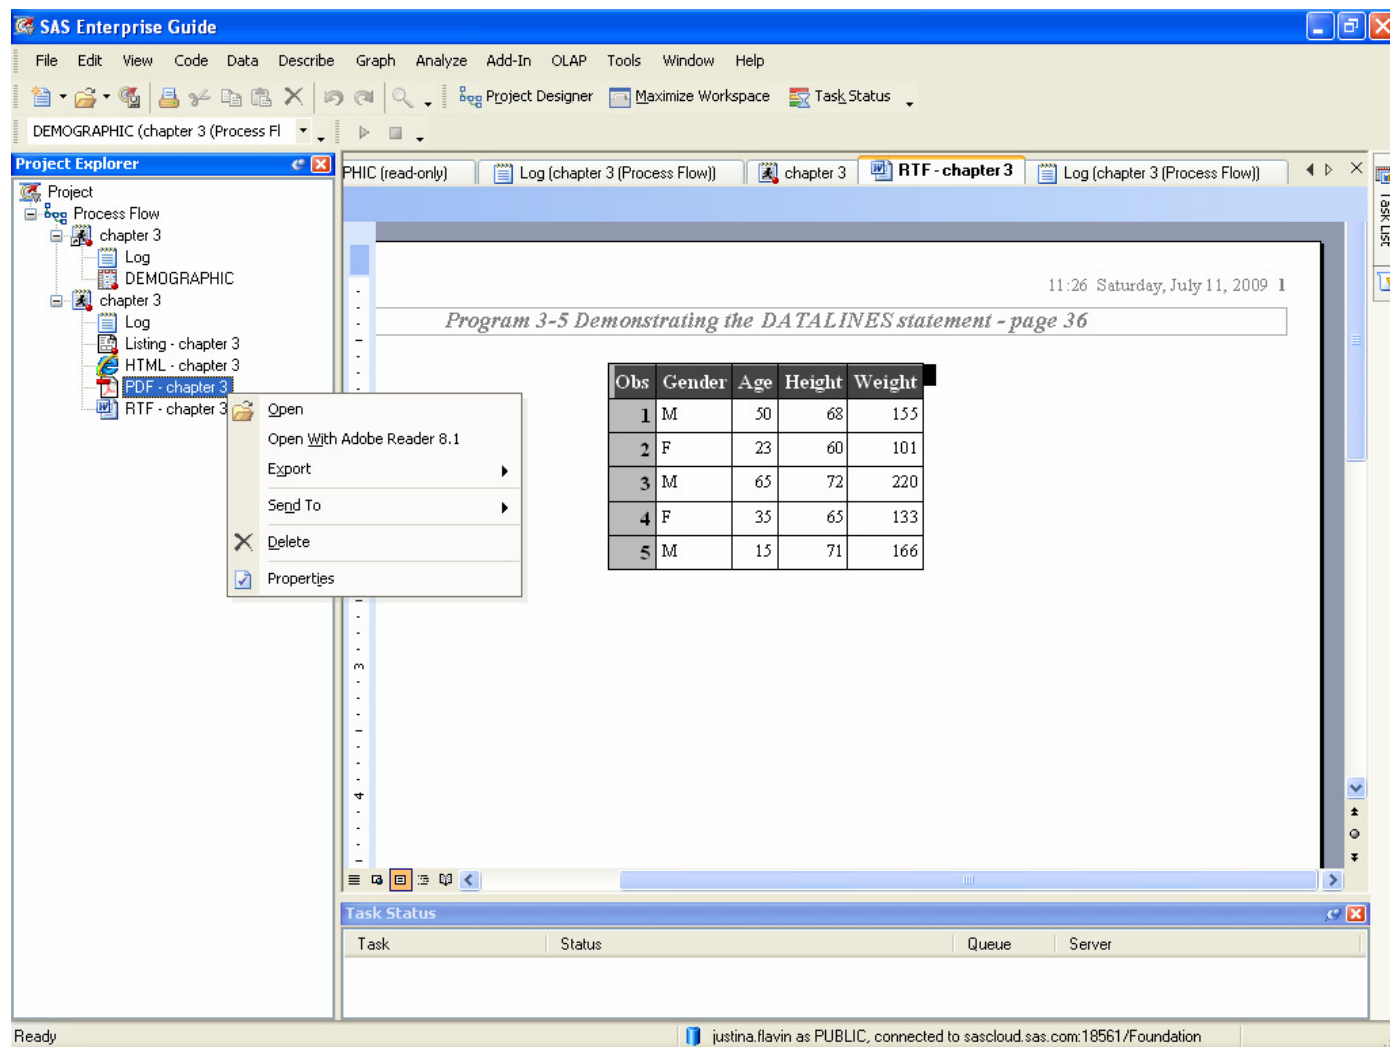 SAS Enterprise Guide
File Edit View Code Data Describe Graph Analyze Add-In OLAP Tools Window Help
Project Designer Maximize Workspace Task Status
DEMOGRAPHIC (chapter 3 (Process Fl
Project Explorer
PHIC (read-only) Log (chapter 3 (Process Flow)) chapter 3 RTF - chapter 3 Log (chapter 3 (Process Flow))
Task List
Project
Process Flow
chapter 3
Log
DEMOGRAPHIC
chapter 3
Log
Listing - chapter 3
HTML - chapter 3
PDF - chapter 3
RTF - chapter 3
Open
Open With Adobe Reader 8.1
Export
Send To
Delete
Properties
11:26 Saturday, July 11, 2009 1
Program 3-5 Demonstrating the DATALINES statement - page 36
Obs Gender Age Height Weight
1 M 50 68 155
2 F 23 60 101
3 M 65 72 220
4 F 35 65 133
5 M 15 71 166
3
4
Task Status
Task Status Queue Server
Ready
justina.flavin as PUBLIC, connected to sascloud.sas.com:18561/Foundation